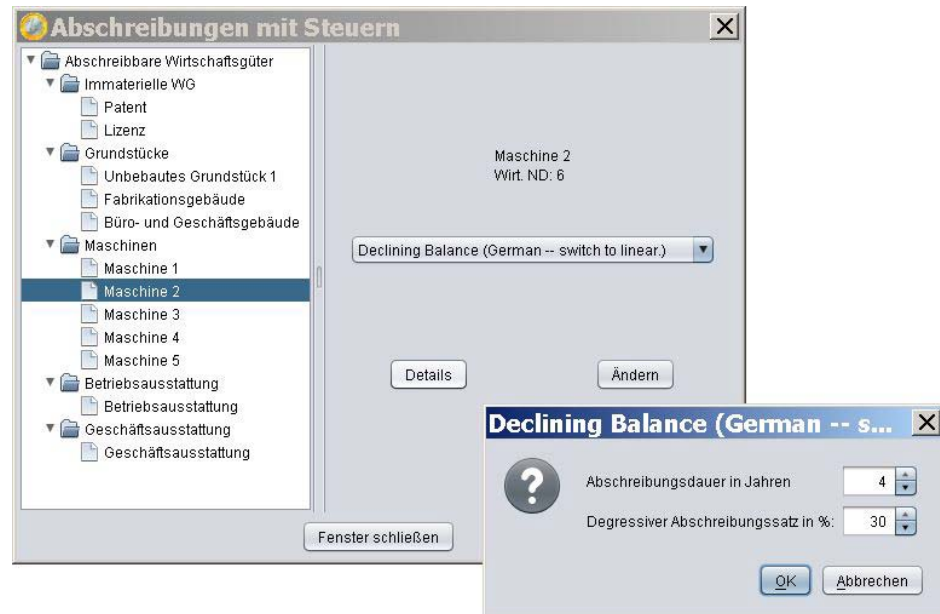 Abschreibungen mit Steuern
Abschreibbare Wirtschaftsgüter
Immaterielle WG
Patent
Lizenz
Grundstücke
Unbebautes Grundstück 1
Fabrikationsgebäude
Büro- und Geschäftsgebäude
Maschinen
Maschine 1
Maschine 2
Maschine 3
Maschine 4
Maschine 5
Betriebsausstattung
Betriebsausstattung
Geschäftsausstattung
Geschäftsausstattung
Maschine 2
Wirt. ND: 6
Declining Balance (German -- switch to linear.)
Details
Ändern
Fenster schließen
Declining Balance (German -- s...
?
Abschreibungsdauer in Jahren 4
Degressiver Abschreibungssatz in %: 30
OK
Abbrechen